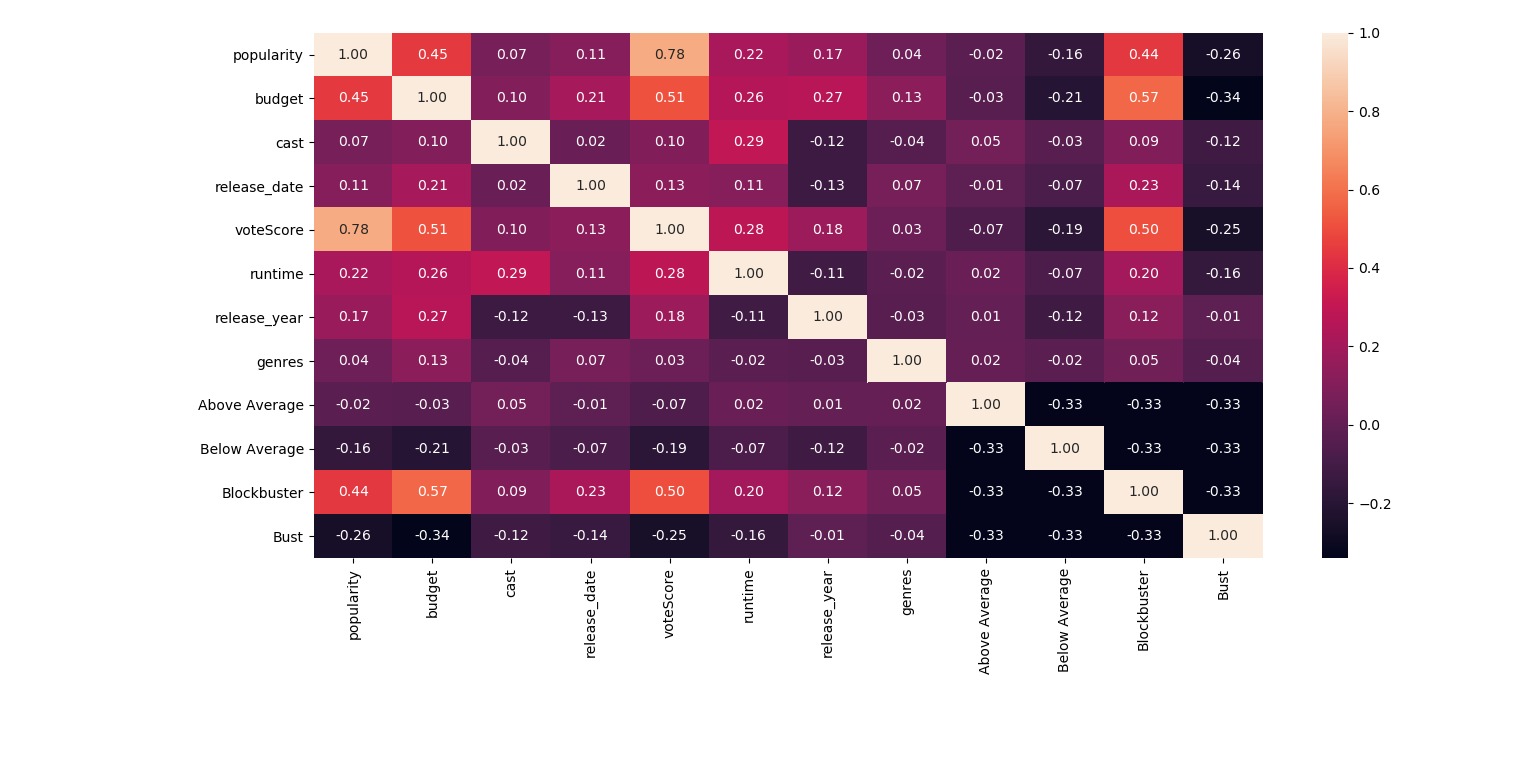 1.0
popularity 1.00 0.45 0.07 0.11 0.78 0.22 0.17 0.04 -0.02 -0.16 0.44 -0.26
budget 0.45 1.00 0.10 0.21 0.51 0.26 0.27 0.13 -0.03 -0.21 0.57 -0.34
0.8
cast 0.07 0.10 1.00 0.02 0.10 0.29 -0.12 -0.04 0.05 -0.03 0.09 -0.12
release_date 0.11 0.21 0.02 1.00 0.13 0.11 -0.13 0.07 -0.01 -0.07 0.23 -0.14
0.6
voteScore 0.78 0.51 0.10 0.13 1.00 0.28 0.18 0.03 -0.07 -0.19 0.50 -0.25
runtime 0.22 0.26 0.29 0.11 0.28 1.00 -0.11 -0.02 0.02 -0.07 0.20 -0.16
0.4
release_year 0.17 0.27 -0.12 -0.13 0.18 -0.11 1.00 -0.03 0.01 -0.12 0.12 -0.01
0.2
genres 0.04 0.13 -0.04 0.07 0.03 -0.02 -0.03 1.00 0.02 -0.02 0.05 -0.04
Above Average -0.02 -0.03 0.05 -0.01 -0.07 0.02 0.01 0.02 1.00 -0.33 -0.33 -0.33
0.0
Below Average -0.16 -0.21 -0.03 -0.07 -0.19 -0.07 -0.12 -0.02 -0.33 1.00 -0.33 -0.33
Blockbuster 0.44 0.57 0.09 0.23 0.50 0.20 0.12 0.05 -0.33 -0.33 1.00 -0.33
−0.2
Bust -0.26 -0.34 -0.12 -0.14 -0.25 -0.16 -0.01 -0.04 -0.33 -0.33 -0.33 1.00
popularity
budget
cast
release_date
voteScore
runtime
release_year
genres
Above Average
Below Average
Blockbuster
Bust